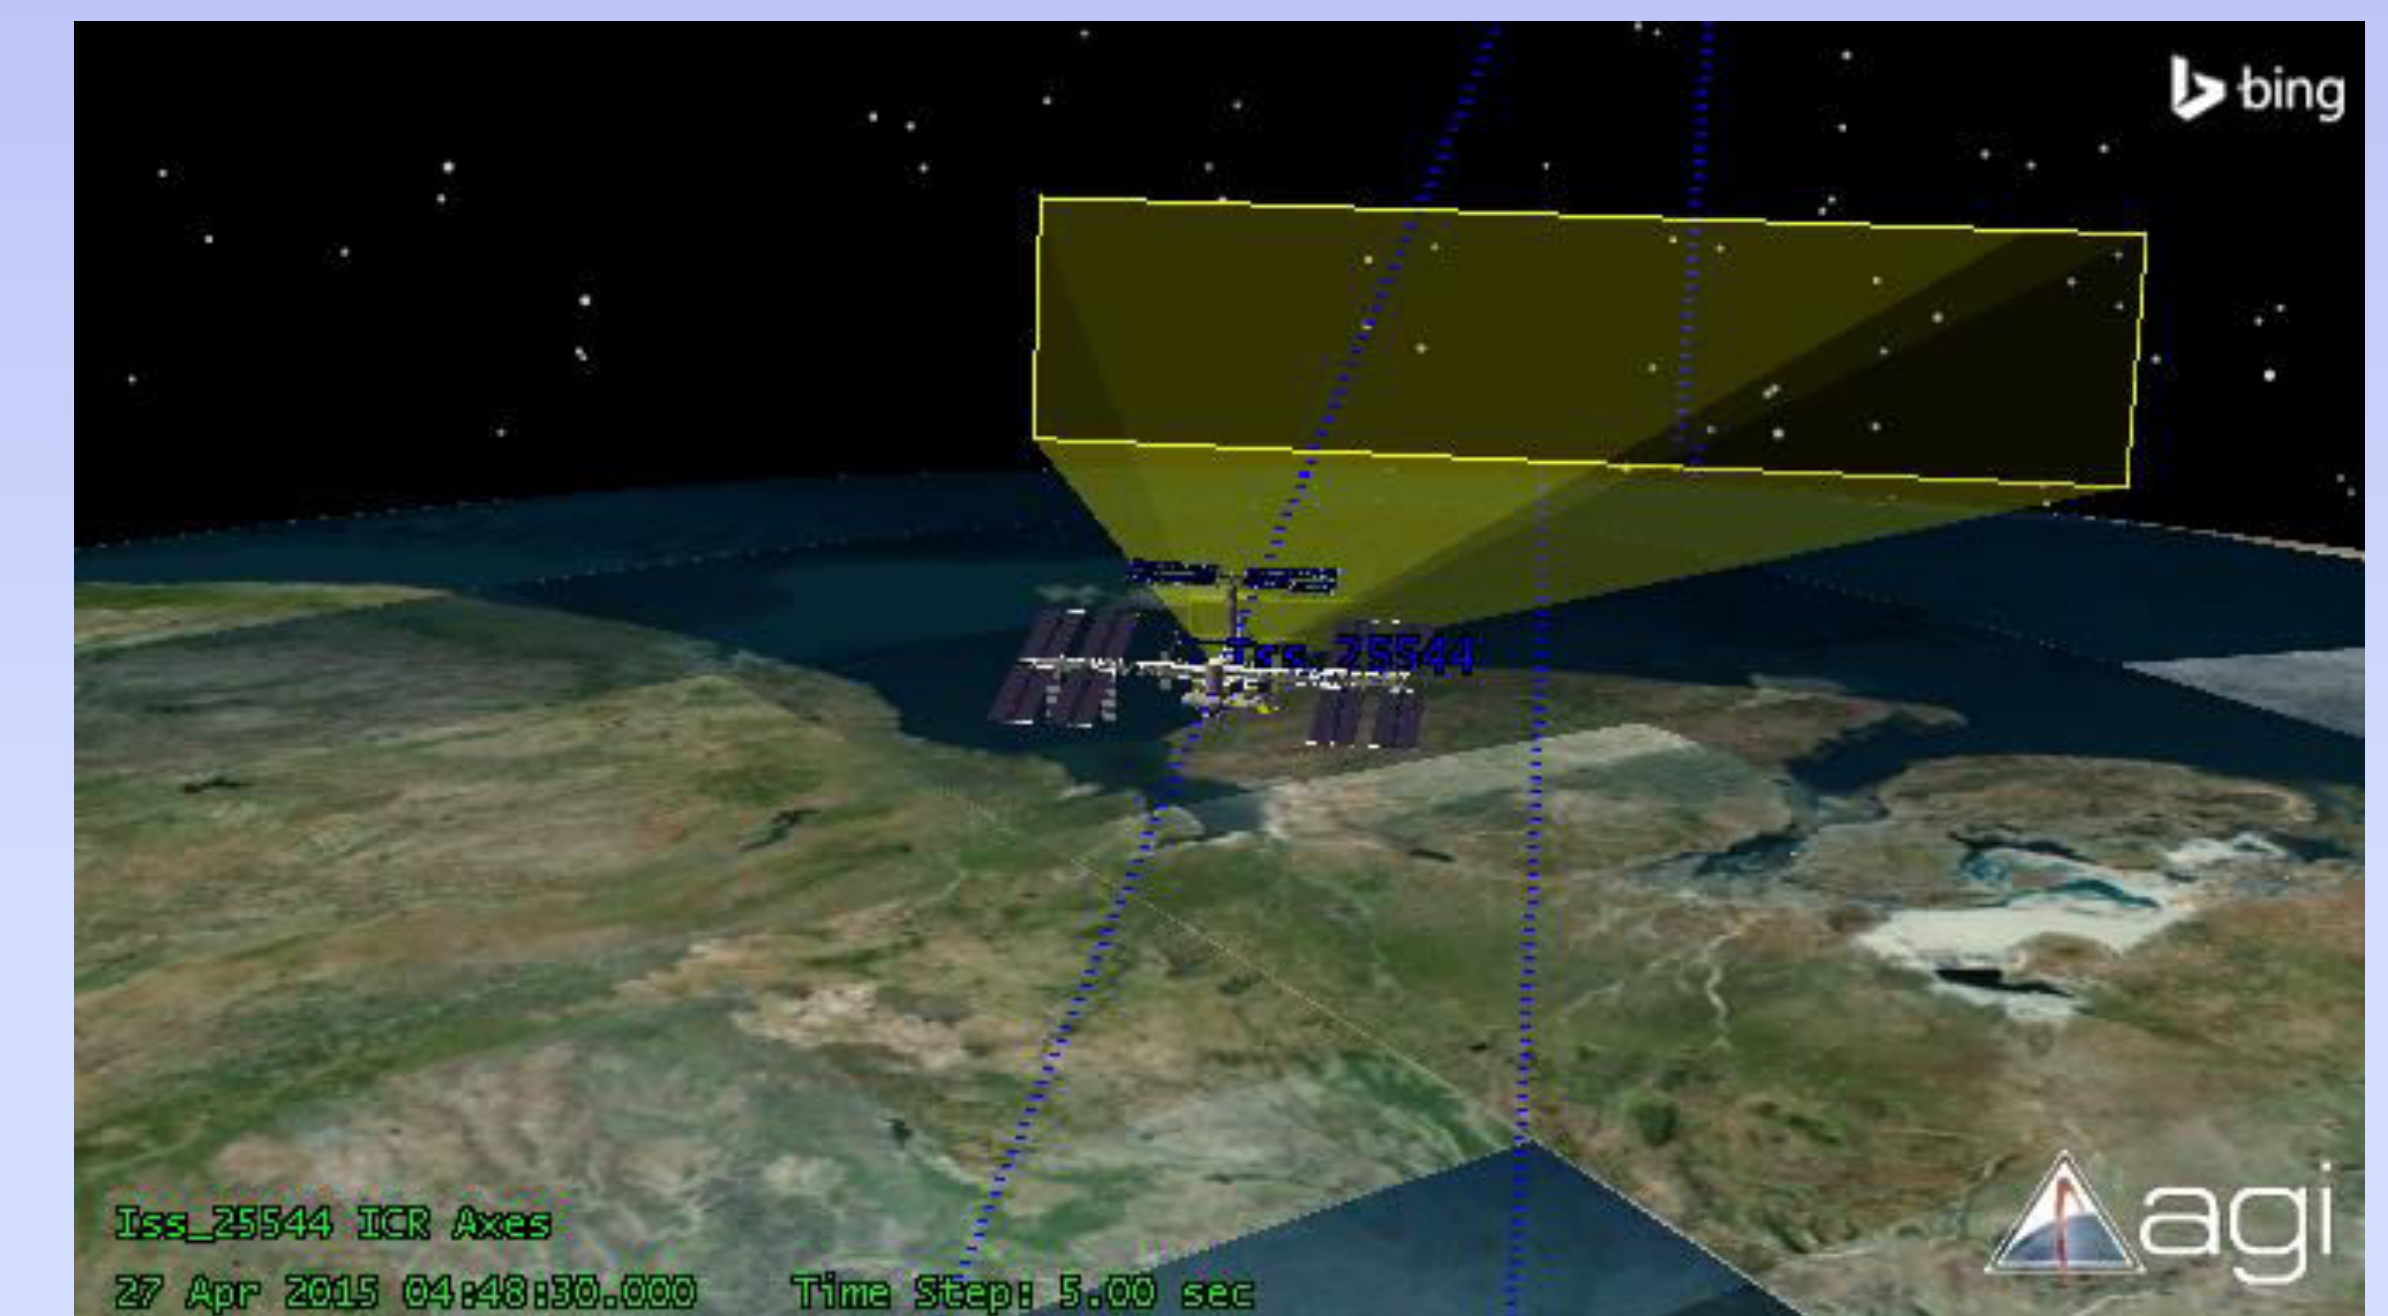 bing
Iss_25544
agi
Iss_25544 ICR Axes
27 Apr 2015 04:48:30.000 Time Step: 5.00 sec